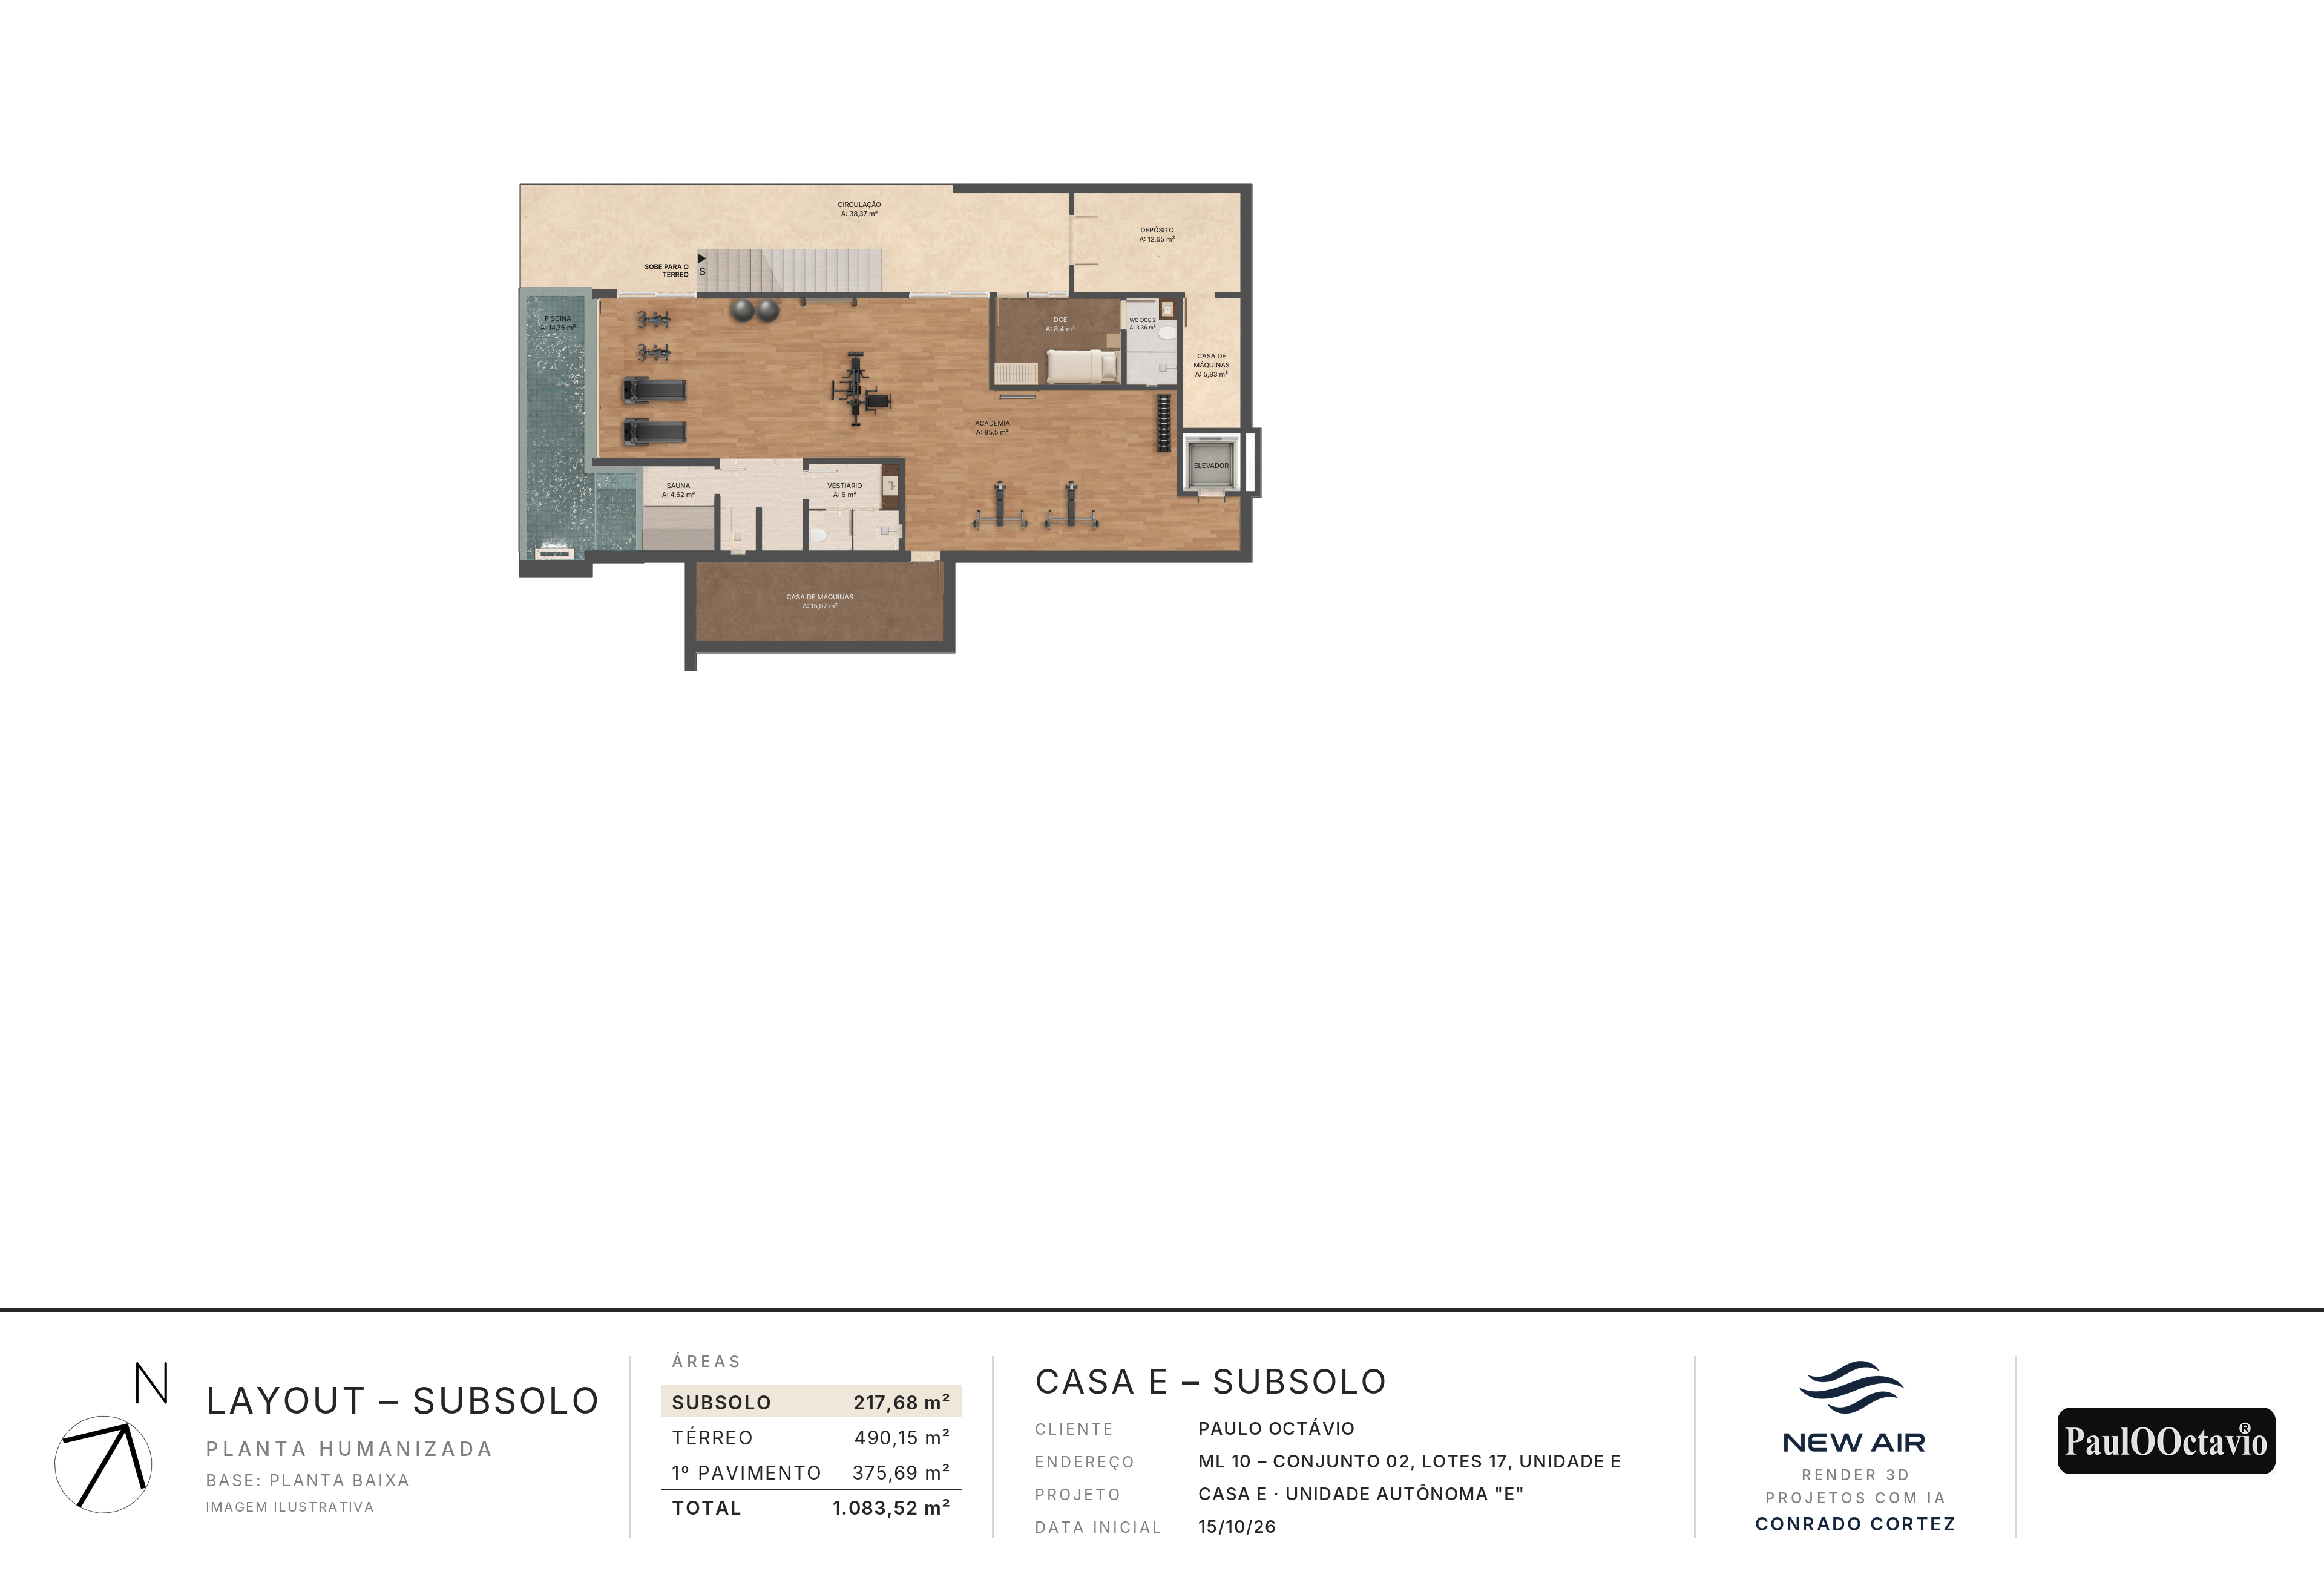 CIRCULAÇÃO
A: 38,37 m²
DEPÓSITO
A: 12,65 m²
SOBE PARA O
TÉRREO
S
PISCINA
A: 14,76 m²
DCE
A: 8,4 m²
WC DCE 2
A: 3,36 m²
CASA DE
MÁQUINAS
A: 5,83 m²
ACADEMIA
A: 85,5 m²
ELEVADOR
SAUNA
A: 4,62 m²
VESTIÁRIO
A: 6 m²
CASA DE MÁQUINAS
A: 15,07 m²
N
LAYOUT – SUBSOLO
PLANTA HUMANIZADA
BASE: PLANTA BAIXA
IMAGEM ILUSTRATIVA
ÁREAS
SUBSOLO 217,68 m²
TÉRREO 490,15 m²
1º PAVIMENTO 375,69 m²
TOTAL 1.083,52 m²
CASA E – SUBSOLO
CLIENTE PAULO OCTÁVIO
ENDEREÇO ML 10 – CONJUNTO 02, LOTES 17, UNIDADE E
PROJETO CASA E · UNIDADE AUTÔNOMA "E"
DATA INICIAL 15/10/26
NEW AIR
RENDER 3D
PROJETOS COM IA
CONRADO CORTEZ
PaulOOctavio®